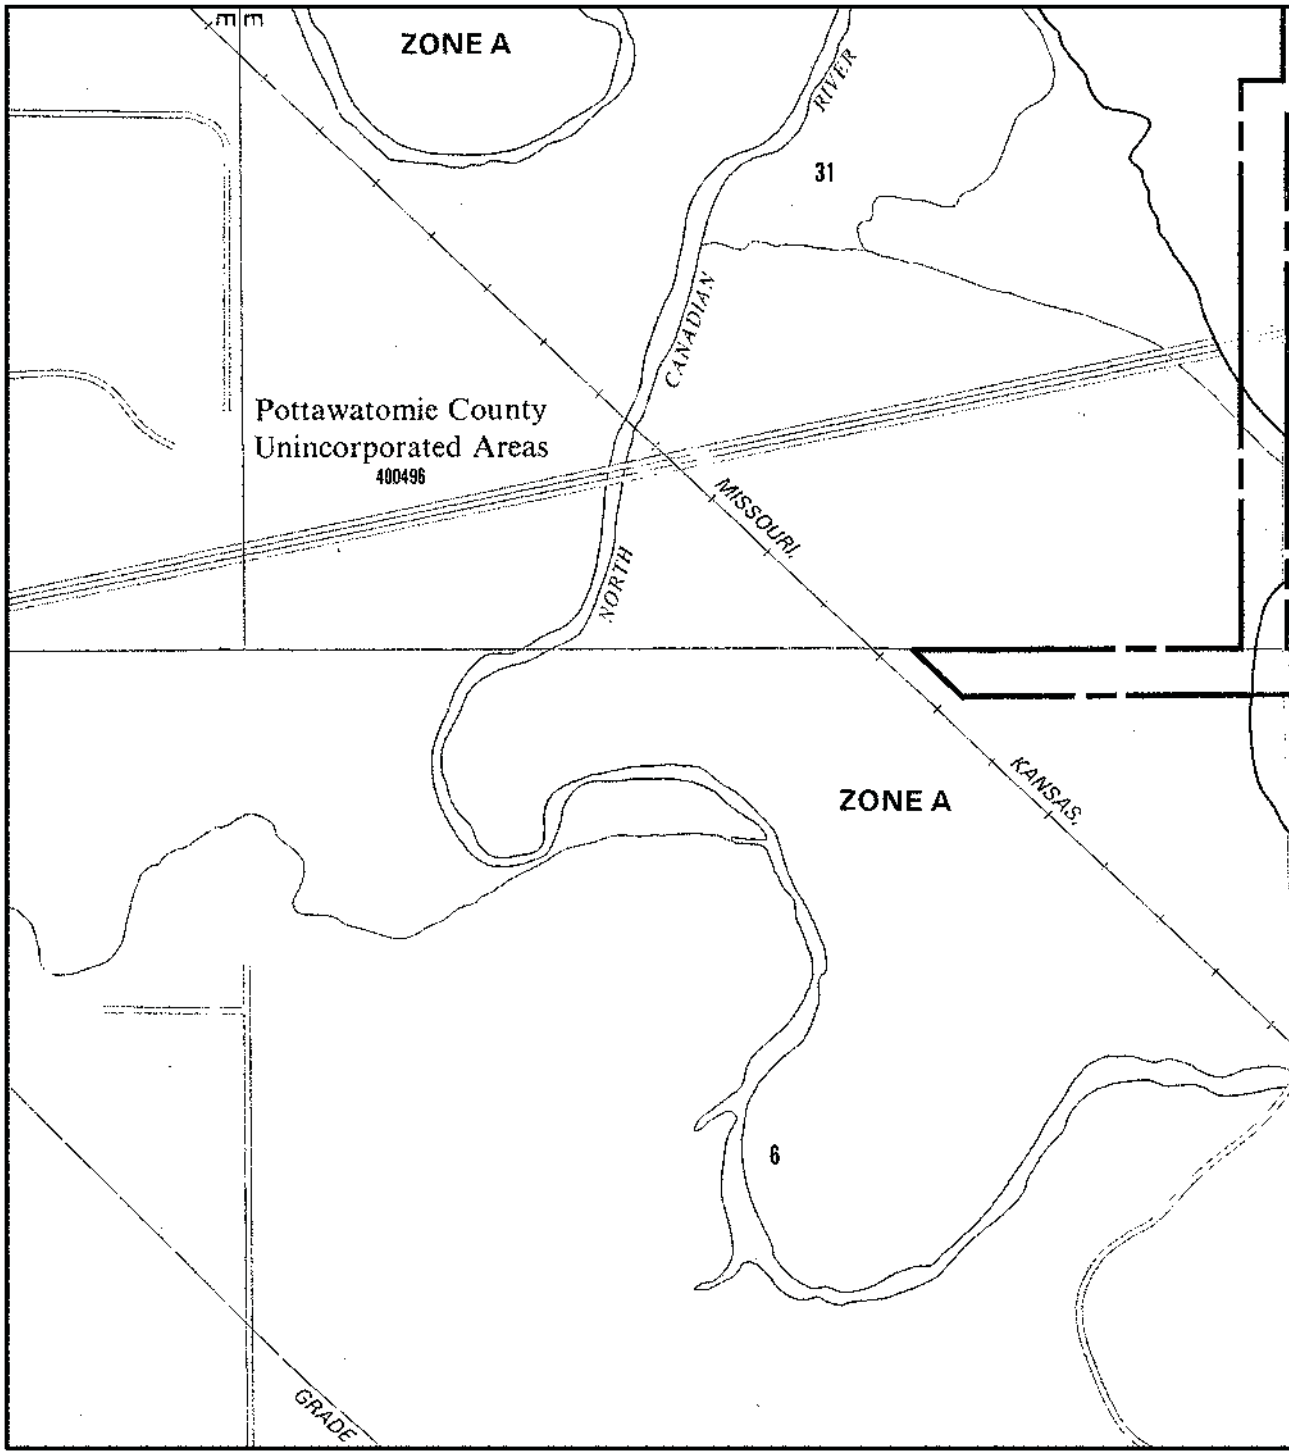 ZONE A
RIVER
31
CANADIAN
Pottawatomie County
Unincorporated Areas
400496
MISSOURI,
NORTH
KANSAS,
ZONE A
6
GRADE